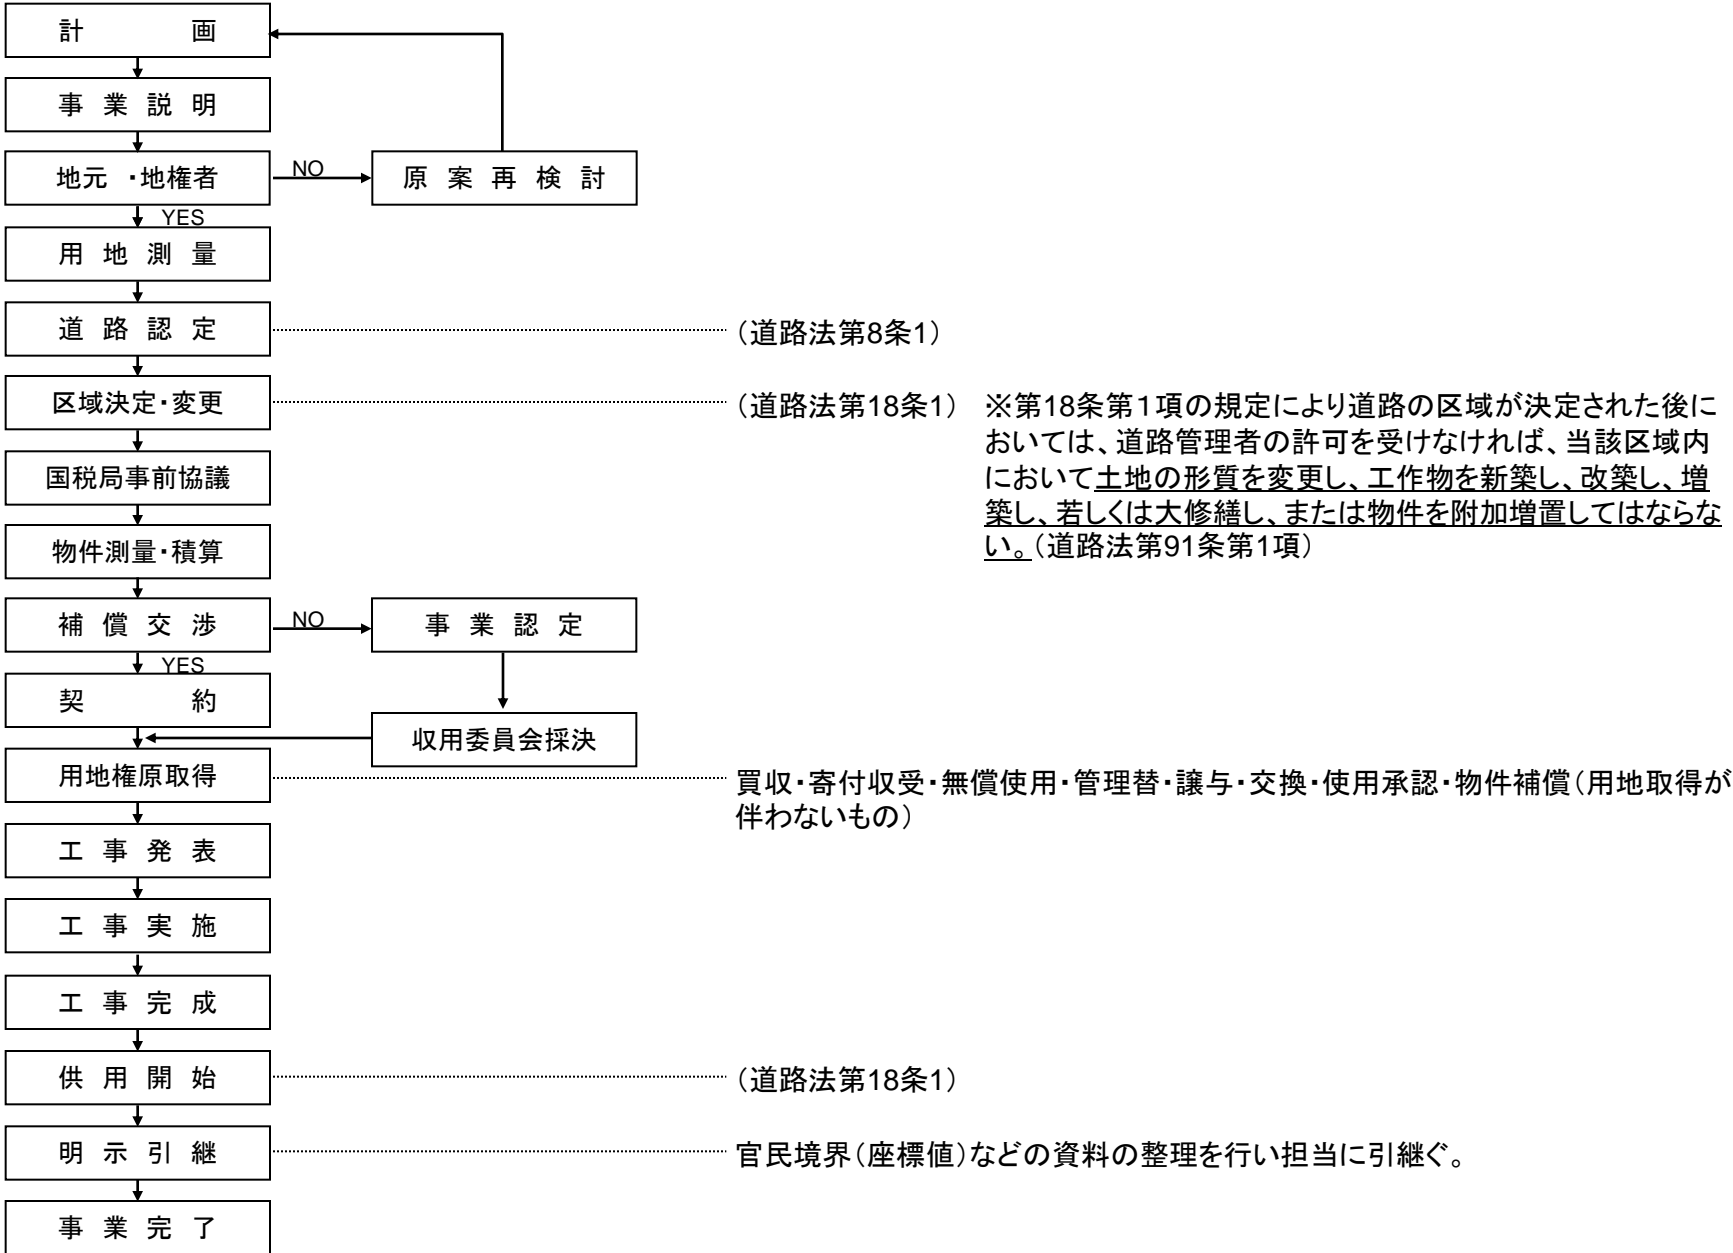 計　　　画
事　業　説　明
地元　・地権者
NO
原　案　再　検　討
YES
用　地　測　量
道　路　認　定
（道路法第8条1）
区域決定・変更
（道路法第18条1）　※第18条第１項の規定により道路の区域が決定された後に
おいては、道路管理者の許可を受けなければ、当該区域内
において土地の形質を変更し、工作物を新築し、改築し、増
築し、若しくは大修繕し、または物件を附加増置してはならな
い。（道路法第91条第1項）
国税局事前協議
物件測量・積算
補　償　交　渉
NO
事　業　認　定
YES
契　　　約
収用委員会採決
用地権原取得
買収・寄付収受・無償使用・管理替・譲与・交換・使用承認・物件補償（用地取得が
伴わないもの）
工　事　発　表
工　事　実　施
工　事　完　成
供　用　開　始
（道路法第18条1）
明　示　引　継
官民境界（座標値）などの資料の整理を行い担当に引継ぐ。
事　業　完　了